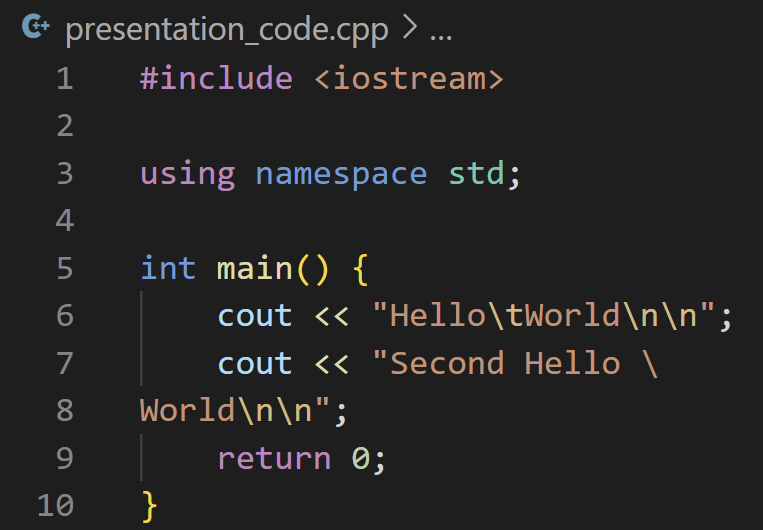 presentation_code.cpp > ...
1 #include <iostream>
2
3 using namespace std;
4
5 int main() {
6     cout << "Hello\tWorld\n\n";
7     cout << "Second Hello \
8 World\n\n";
9     return 0;
10 }